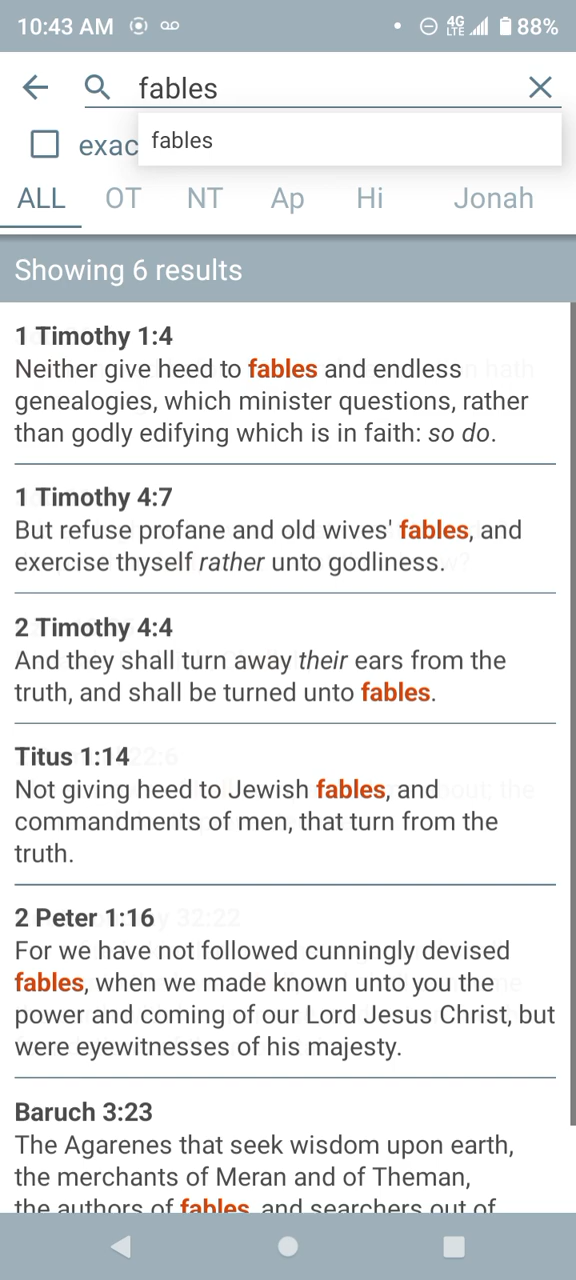 10:43 AM 4G LTE 88%
fables
exac
fables
ALL OT NT Ap Hi Jonah
Showing 6 results
1 Timothy 1:4
Neither give heed to fables and endless
genealogies, which minister questions, rather
than godly edifying which is in faith: so do.
1 Timothy 4:7
But refuse profane and old wives' fables, and
exercise thyself rather unto godliness.
2 Timothy 4:4
And they shall turn away their ears from the
truth, and shall be turned unto fables.
Titus 1:14
Not giving heed to Jewish fables, and
commandments of men, that turn from the
truth.
2 Peter 1:16
For we have not followed cunningly devised
fables, when we made known unto you the
power and coming of our Lord Jesus Christ, but
were eyewitnesses of his majesty.
Baruch 3:23
The Agarenes that seek wisdom upon earth,
the merchants of Meran and of Theman,
the authors of fables, and searchers out of